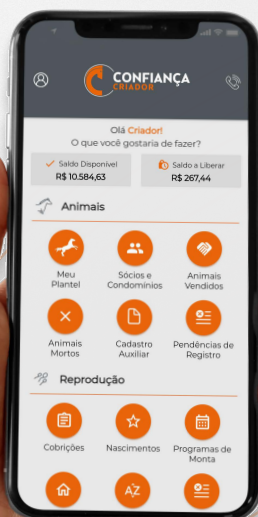 CONFIANÇA
CRIADOR
Olá Criador!
O que você gostaria de fazer?
Saldo Disponível
R$ 10.584,63
Saldo a Liberar
R$ 267,44
Animais
Meu
Plantel
Sócios e
Condomínios
Animais
Vendidos
Animais
Mortos
Cadastro
Auxiliar
Pendências de
Registro
Reprodução
Cobrições
Nascimentos
Programas de
Monta
AZ